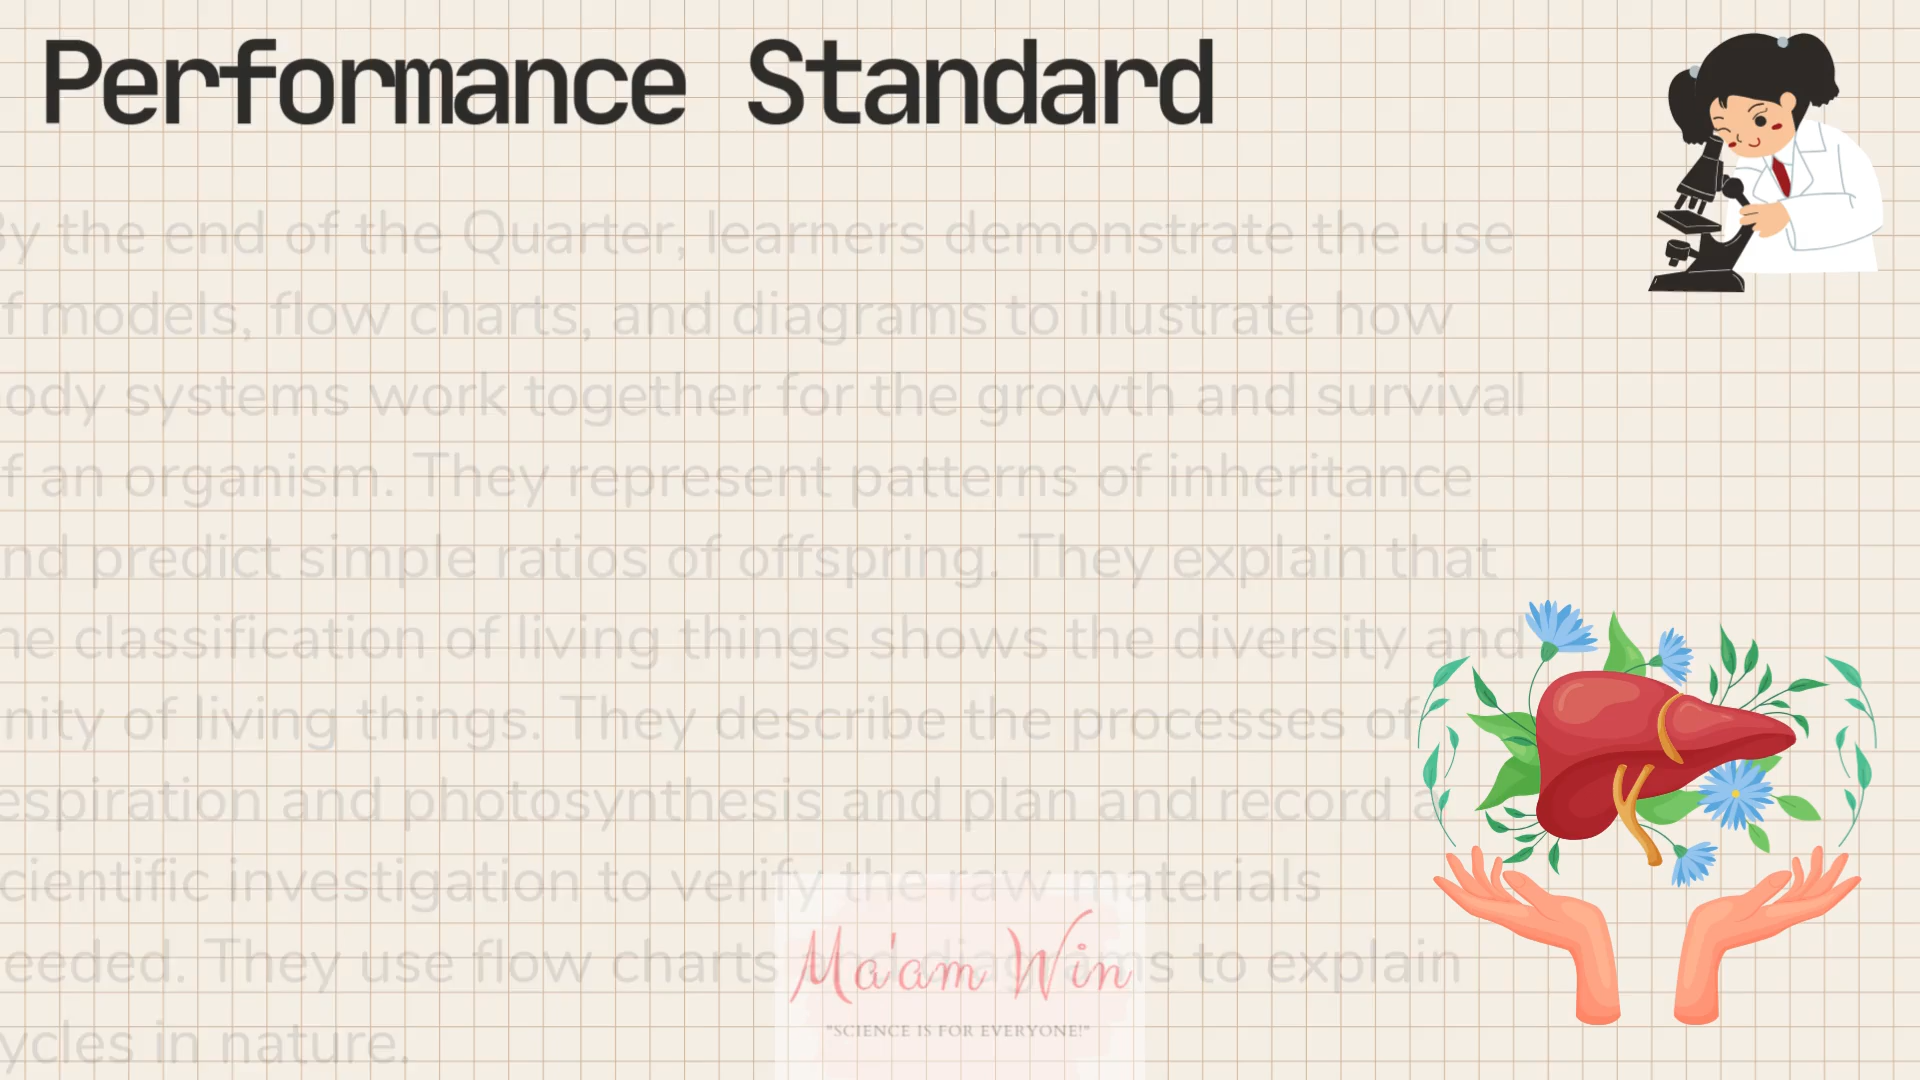 Performance Standard
By the end of the Quarter, learners demonstrate the use
f models, flow charts, and diagrams to illustrate how
ody systems work together for the growth and survival
f an organism. They represent patterns of inheritance
nd predict simple ratios of offspring. They explain that
he classification of living things shows the diversity and
nity of living things. They describe the processes of
espiration and photosynthesis and plan and record a
cientific investigation to verify the raw materials
eeded. They use flow charts and diagrams to explain
ycles in nature.
Ma'am Win
"SCIENCE IS FOR EVERYONE!"